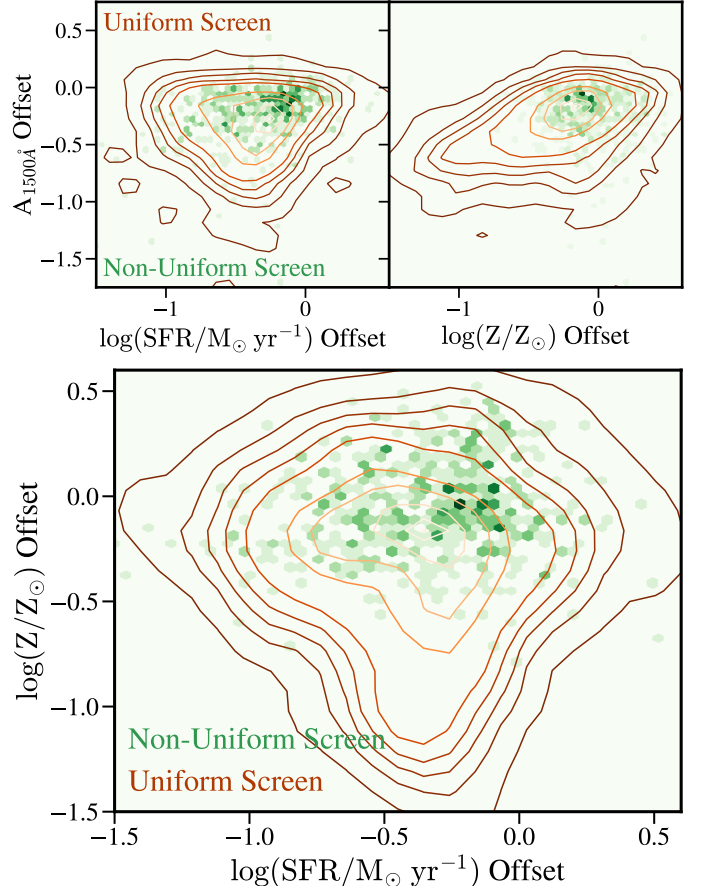 Uniform Screen
0.5
0.0
−0.5
−1.0
−1.5
A1500Å Offset
Non-Uniform Screen
−1 0 −1 0
log(SFR/M⊙ yr⁻¹) Offset log(Z/Z⊙) Offset
0.5
0.0
−0.5
−1.0
−1.5
log(Z/Z⊙) Offset
Non-Uniform Screen
Uniform Screen
−1.5 −1.0 −0.5 0.0 0.5
log(SFR/M⊙ yr⁻¹) Offset